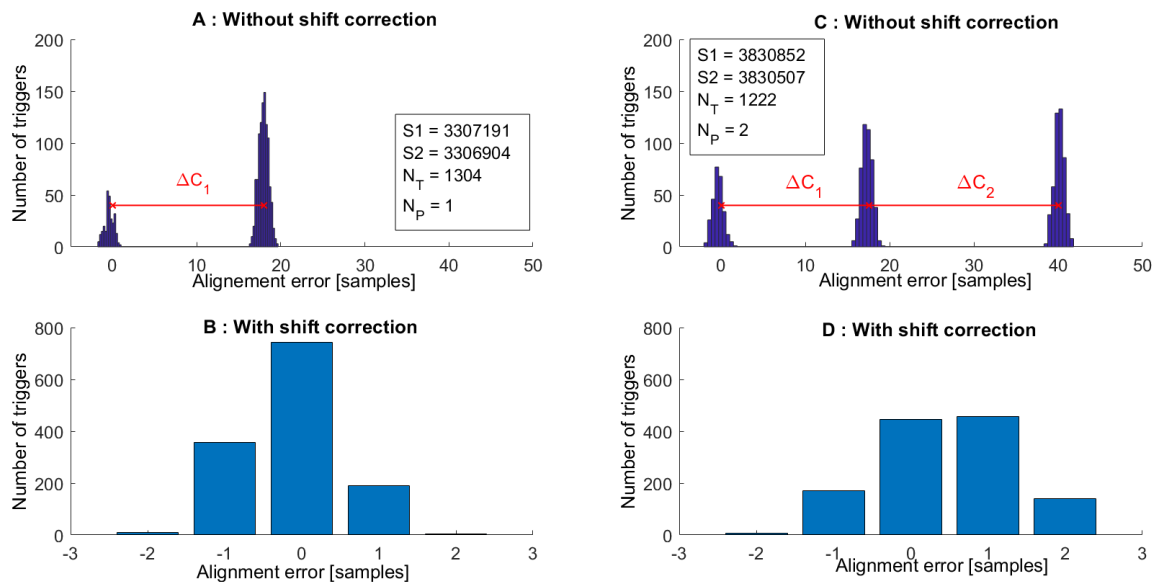 A : Without shift correction
Number of triggers
200
150
100
50
0
ΔC1
S1 = 3307191
S2 = 3306904
NT = 1304
NP = 1
0 10 20 30 40 50
Alignement error [samples]
C : Without shift correction
Number of triggers
200
150
100
50
0
S1 = 3830852
S2 = 3830507
NT = 1222
NP = 2
ΔC1 ΔC2
0 10 20 30 40 50
Alignment error [samples]
B : With shift correction
Number of triggers
800
600
400
200
0
-3 -2 -1 0 1 2 3
Alignment error [samples]
D : With shift correction
Number of triggers
800
600
400
200
0
-3 -2 -1 0 1 2 3
Alignment error [samples]